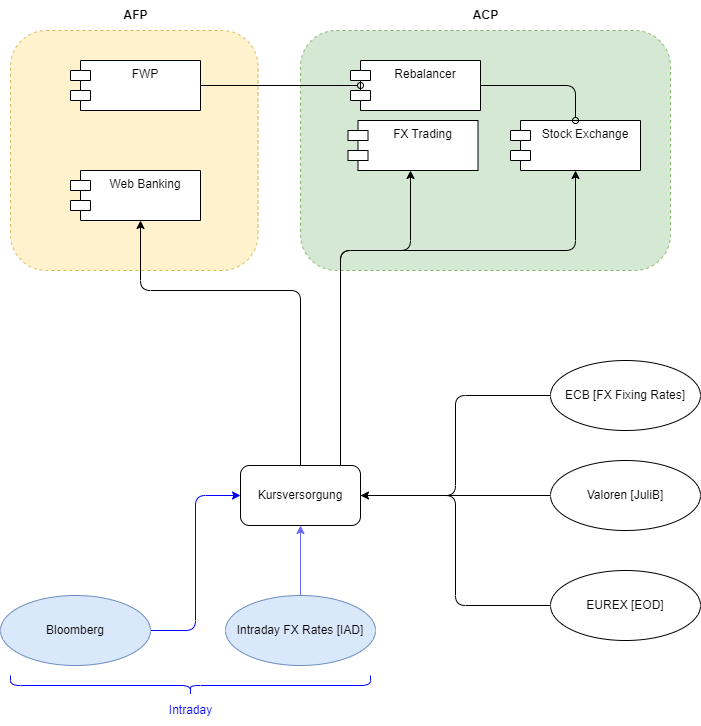 AFP
ACP
FWP
Rebalancer
FX Trading
Stock Exchange
Web Banking
ECB [FX Fixing Rates]
Kursversorgung
Valoren [JuliB]
EUREX [EOD]
Bloomberg
Intraday FX Rates [IAD]
Intraday